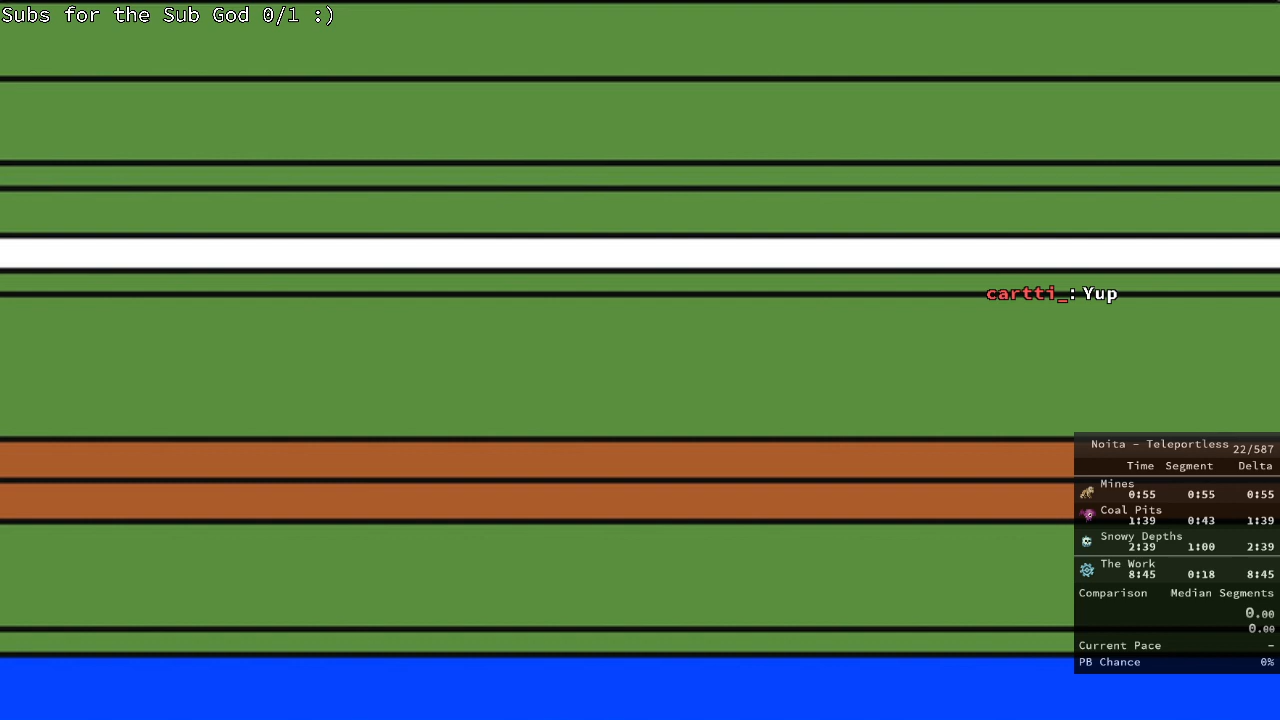 Subs for the Sub God 0/1 :)
cartti_: Yup
Noita - Teleportless 22/587
Time Segment Delta
Mines
0:55 0:55 0:55
Coal Pits
1:39 0:43 1:39
Snowy Depths
2:39 1:00 2:39
The Work
8:45 0:18 8:45
Comparison Median Segments
0.00
0.00
Current Pace -
PB Chance 0%